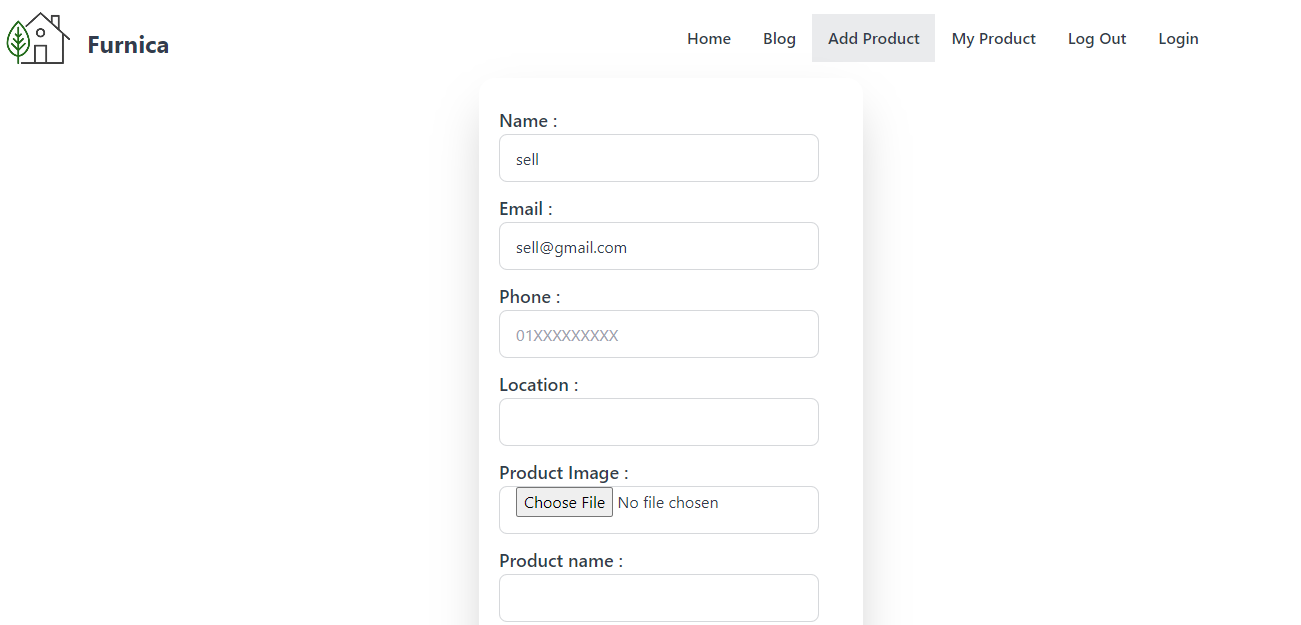 Furnica
Home Blog Add Product My Product Log Out Login
Name :
sell
Email :
sell@gmail.com
Phone :
01XXXXXXXXX
Location :
Product Image :
Choose File No file chosen
Product name :